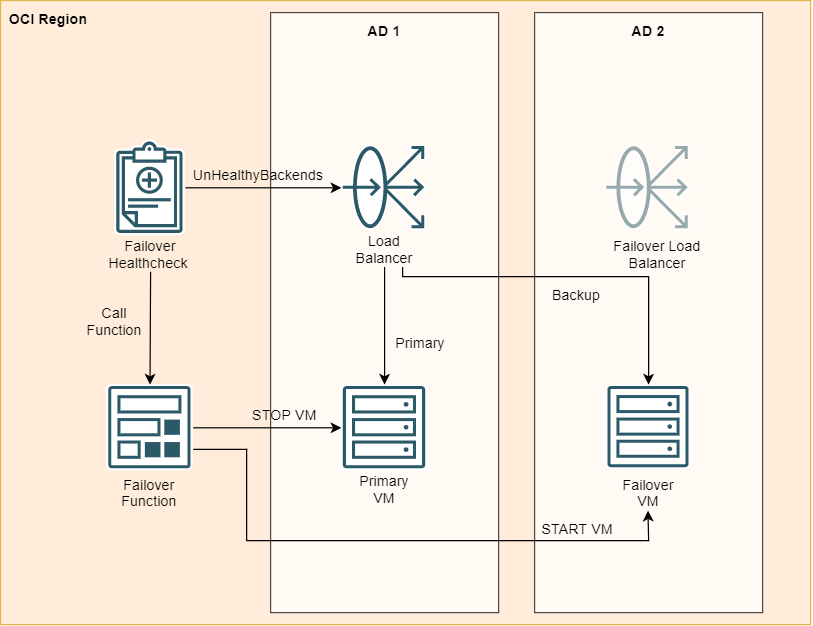 OCI Region
AD 1
AD 2
UnHealthyBackends
Failover
Healthcheck
Load
Balancer
Failover Load
Balancer
Backup
Call
Function
Primary
STOP VM
Failover
Function
Primary
VM
Failover
VM
START VM